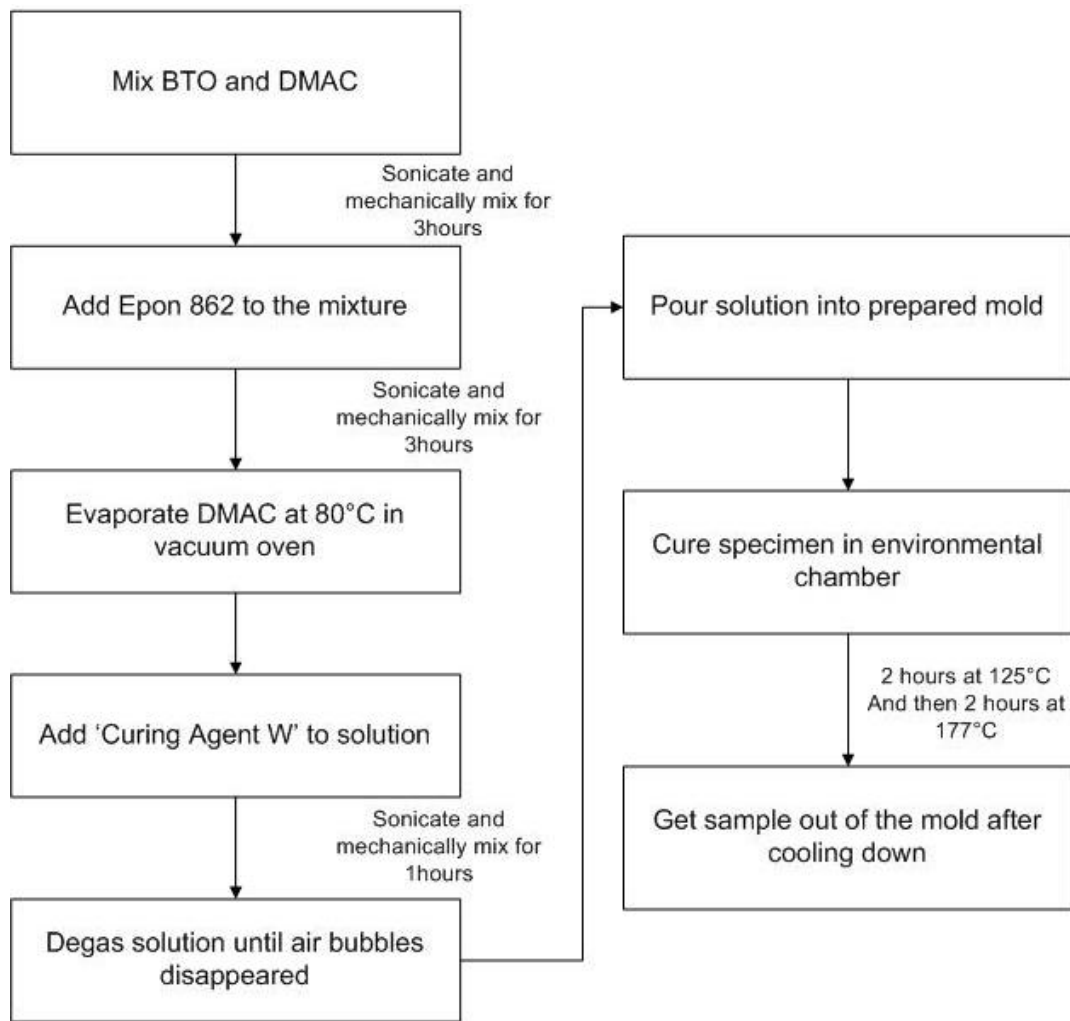 Mix BTO and DMAC
Sonicate and
mechanically mix for
3hours
Add Epon 862 to the mixture
Sonicate and
mechanically mix for
3hours
Evaporate DMAC at 80°C in
vacuum oven
Add ‘Curing Agent W’ to solution
Sonicate and
mechanically mix for
1hours
Degas solution until air bubbles
disappeared
Pour solution into prepared mold
Cure specimen in environmental
chamber
2 hours at 125°C
And then 2 hours at
177°C
Get sample out of the mold after
cooling down